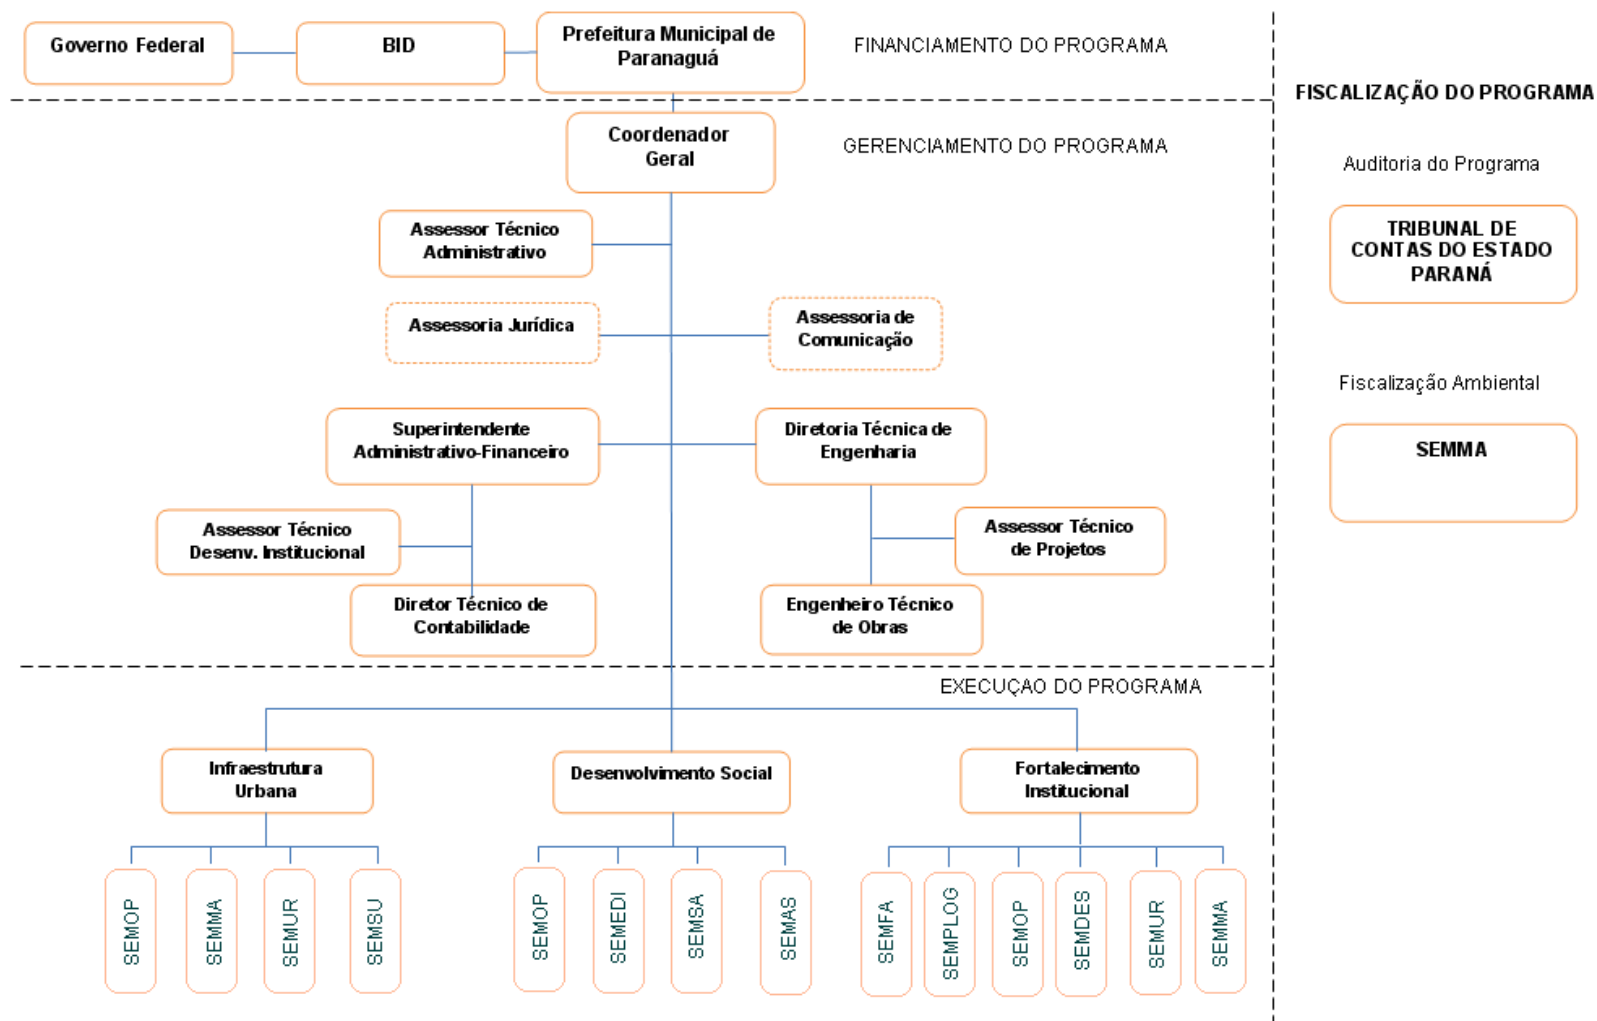 Governo Federal
BID
Prefeitura Municipal de
Paranaguá
FINANCIAMENTO DO PROGRAMA
Coordenador
Geral
GERENCIAMENTO DO PROGRAMA
Assessor Técnico
Administrativo
Assessoria Jurídica
Assessoria de
Comunicação
Superintendente
Administrativo-Financeiro
Diretoria Técnica de
Engenharia
Assessor Técnico
Desenv. Institucional
Assessor Técnico
de Projetos
Diretor Técnico de
Contabilidade
Engenheiro Técnico
de Obras
EXECUÇAO DO PROGRAMA
Infraestrutura
Urbana
Desenvolvimento Social
Fortalecimento
Institucional
SEMOP
SEMMA
SEMUR
SEMSU
SEMOP
SEMEDI
SEMSA
SEMAS
SEMFA
SEMPLOG
SEMOP
SEMDES
SEMUR
SEMMA
FISCALIZAÇÃO DO PROGRAMA
Auditoria do Programa
TRIBUNAL DE
CONTAS DO ESTADO
PARANÁ
Fiscalização Ambiental
SEMMA